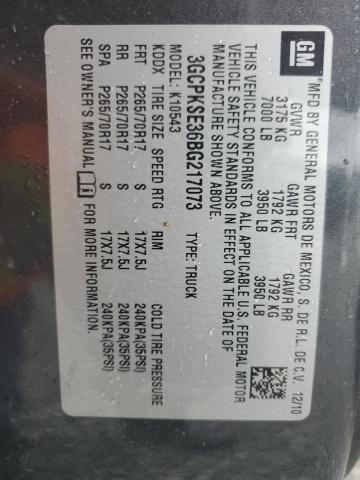 GM
MFD BY GENERAL MOTORS DE MEXICO, S. DE R.L. DE C.V. 12/10
GVWR GAWR FRT GAWR RR
3175 KG 1792 KG 1792 KG
7000 LB 3950 LB 3950 LB
THIS VEHICLE CONFORMS TO ALL APPLICABLE U.S. FEDERAL MOTOR
VEHICLE SAFETY STANDARDS IN EFFECT ON THE DATE OF
MANUFACTURE SHOWN ABOVE.
3GCPKSE36BG217073 TYPE: TRUCK
MODEL: K10543
KDDX TIRE SIZE SPEED RTG RIM COLD TIRE PRESSURE
FRT P265/70R17 S 17X7.5J 240KPA(35PSI)
RR P265/70R17 S 17X7.5J 240KPA(35PSI)
SPA P265/70R17 S 17X7.5J 240KPA(35PSI)
SEE OWNER'S MANUAL FOR MORE INFORMATION.